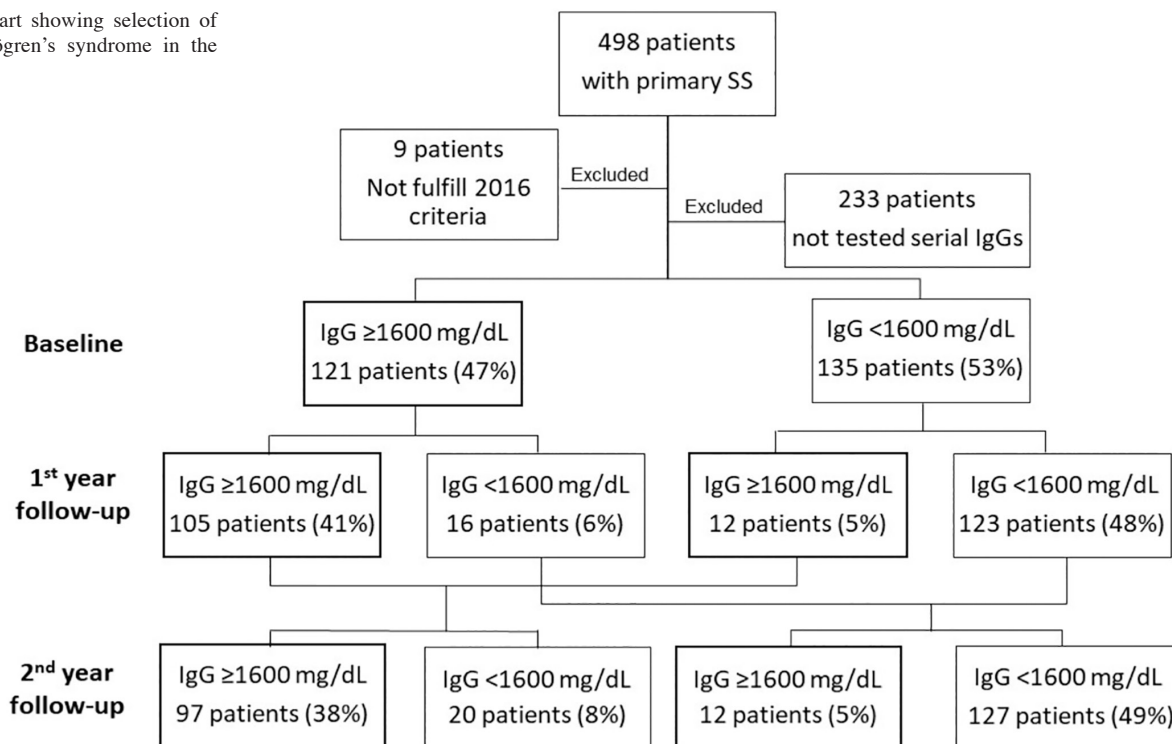 art showing selection of
ögren's syndrome in the
498 patients
with primary SS
9 patients
Not fulfill 2016
criteria
Excluded
Excluded
233 patients
not tested serial IgGs
Baseline
IgG ≥1600 mg/dL
121 patients (47%)
IgG <1600 mg/dL
135 patients (53%)
1st year
follow-up
IgG ≥1600 mg/dL
105 patients (41%)
IgG <1600 mg/dL
16 patients (6%)
IgG ≥1600 mg/dL
12 patients (5%)
IgG <1600 mg/dL
123 patients (48%)
2nd year
follow-up
IgG ≥1600 mg/dL
97 patients (38%)
IgG <1600 mg/dL
20 patients (8%)
IgG ≥1600 mg/dL
12 patients (5%)
IgG <1600 mg/dL
127 patients (49%)